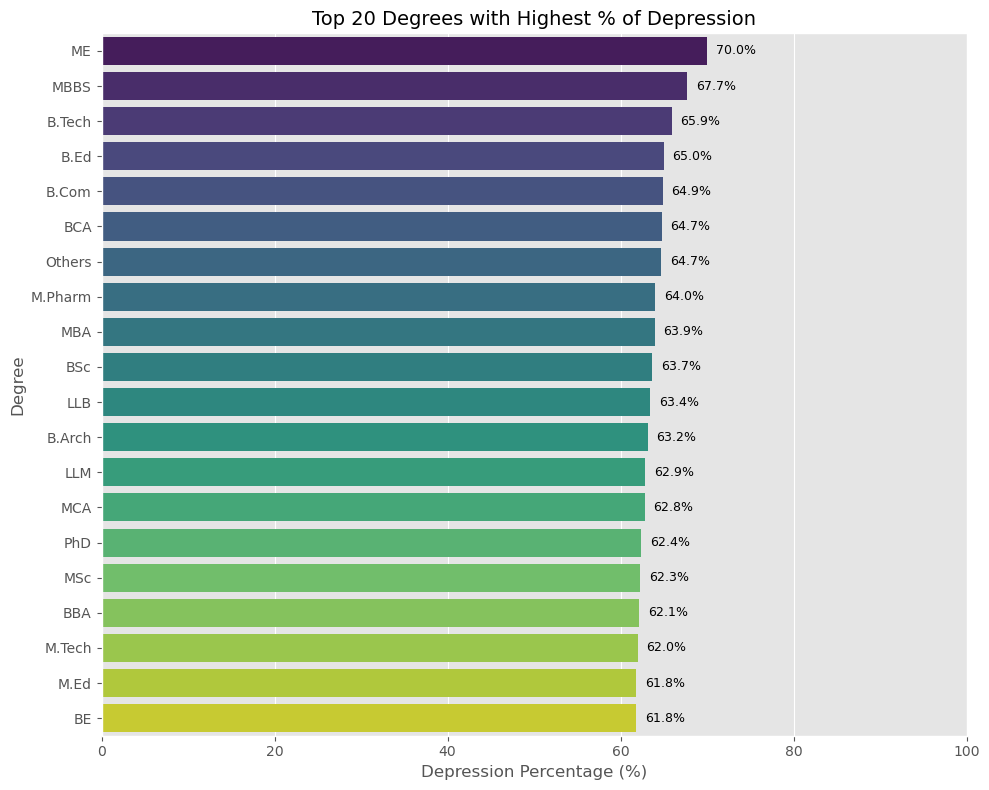 Top 20 Degrees with Highest % of Depression
ME 70.0%
MBBS 67.7%
B.Tech 65.9%
B.Ed 65.0%
B.Com 64.9%
BCA 64.7%
Others 64.7%
M.Pharm 64.0%
MBA 63.9%
BSc 63.7%
LLB 63.4%
B.Arch 63.2%
LLM 62.9%
MCA 62.8%
PhD 62.4%
MSc 62.3%
BBA 62.1%
M.Tech 62.0%
M.Ed 61.8%
BE 61.8%
Degree
0 20 40 60 80 100
Depression Percentage (%)